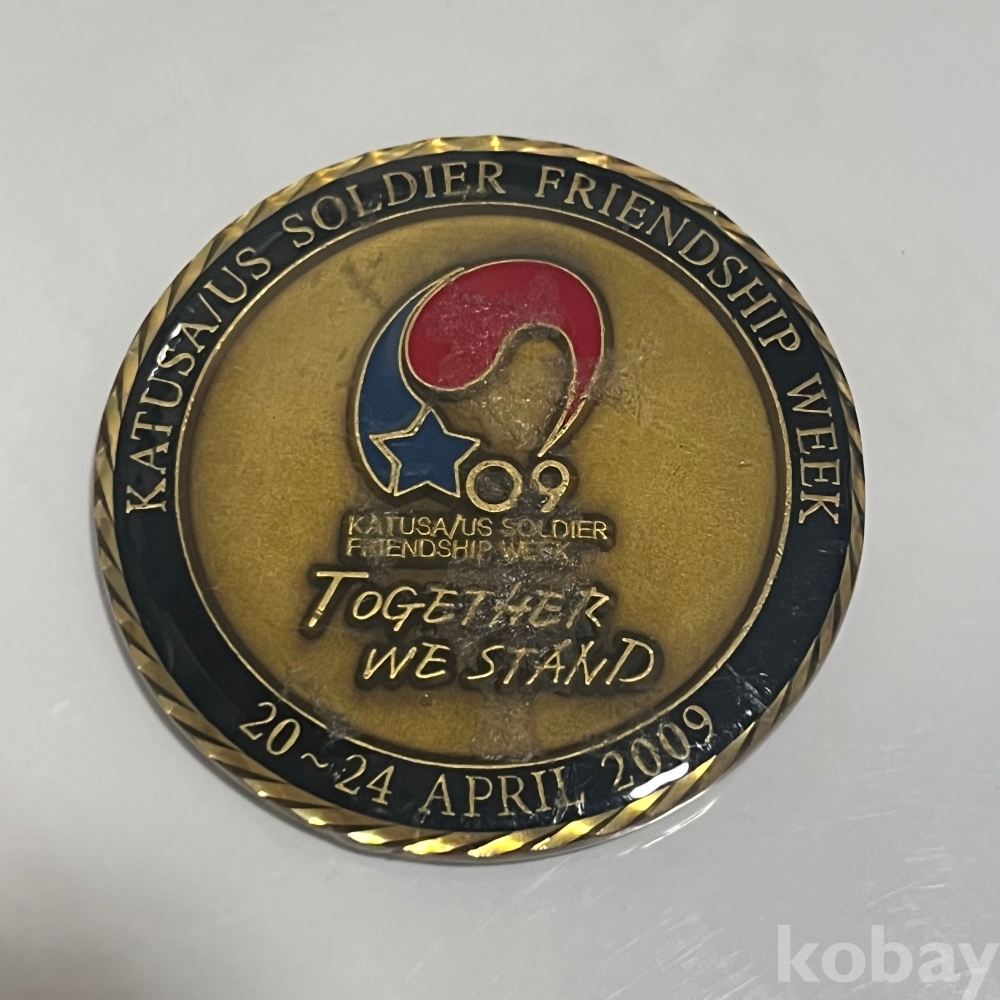 KATUSA/US SOLDIER FRIENDSHIP WEEK
09
KATUSA/US SOLDIER
FRIENDSHIP WEEK
TOGETHER
WE STAND
20~24 APRIL 2009
kobay